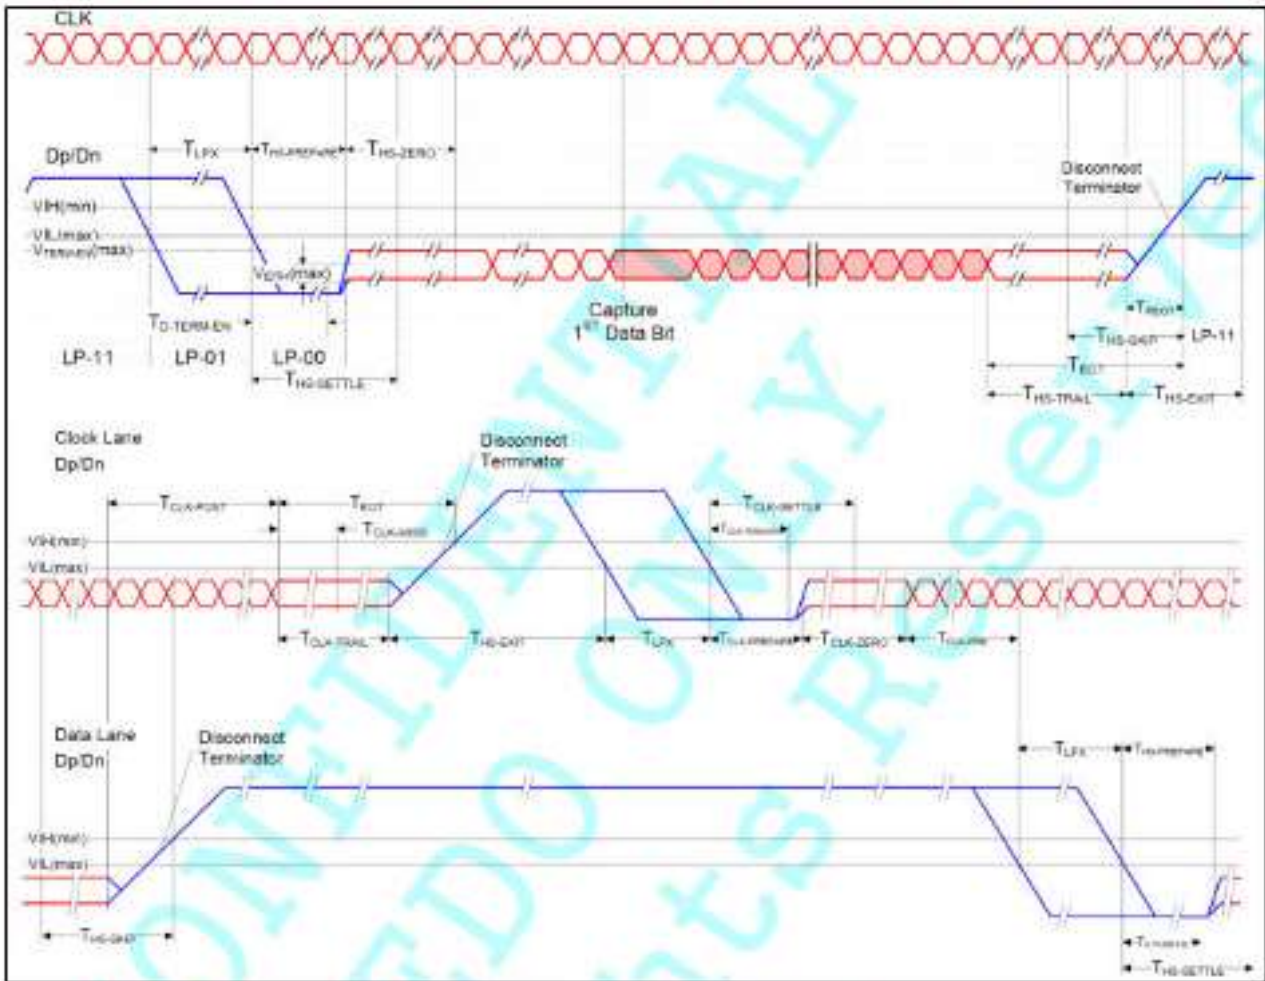 CLK
Dp/Dn
TLPX
THS-PREPARE
THS-ZERO
Disconnect
Terminator
VIH(min)
VIL(max)
VTERM-EN(max)
VIDTH(max)
Capture
1ST Data Bit
TREOT
TD-TERM-EN
THS-SKIP
LP-11
LP-11
LP-01
LP-00
TEOT
THS-SETTLE
THS-TRAIL
THS-EXIT
Clock Lane
Dp/Dn
Disconnect
Terminator
TCLK-POST
TEOT
TCLK-SETTLE
TCLK-MISS
VIH(min)
VIL(max)
TCLK-TRAIL
THS-EXIT
TLPX
TCLK-PREPARE
TCLK-ZERO
TCLK-PRE
Data Lane
Dp/Dn
Disconnect
Terminator
TLPX
THS-PREPARE
VIH(min)
VIL(max)
THS-SKIP
THS-SETTLE